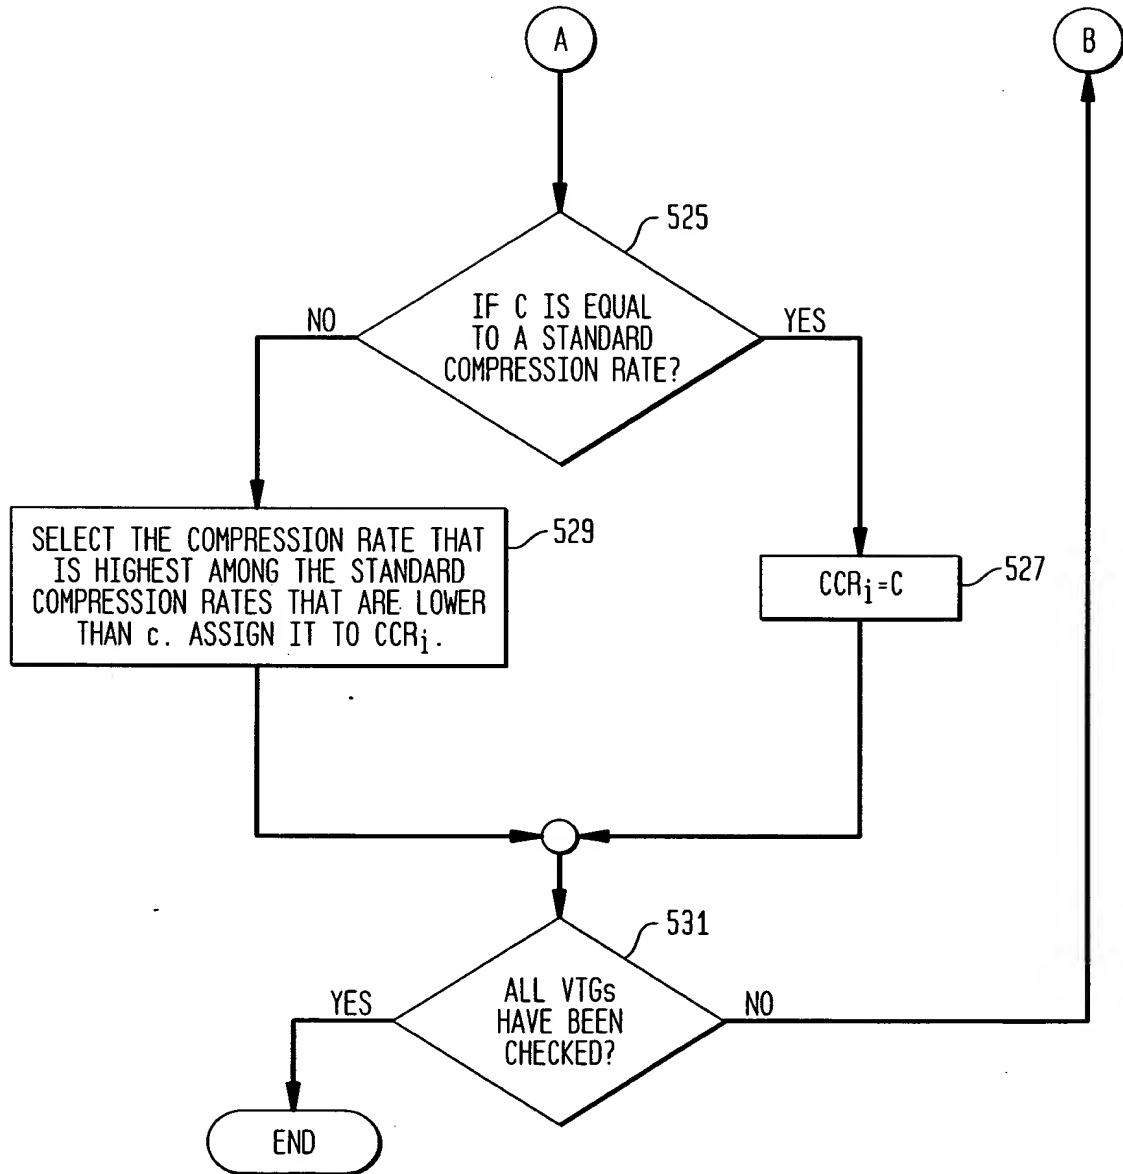 A
B
525
IF C IS EQUAL
TO A STANDARD
COMPRESSION RATE?
NO
YES
SELECT THE COMPRESSION RATE THAT
IS HIGHEST AMONG THE STANDARD
COMPRESSION RATES THAT ARE LOWER
THAN c. ASSIGN IT TO CCRi.
529
CCRi=C
527
531
ALL VTGs
HAVE BEEN
CHECKED?
YES
NO
END